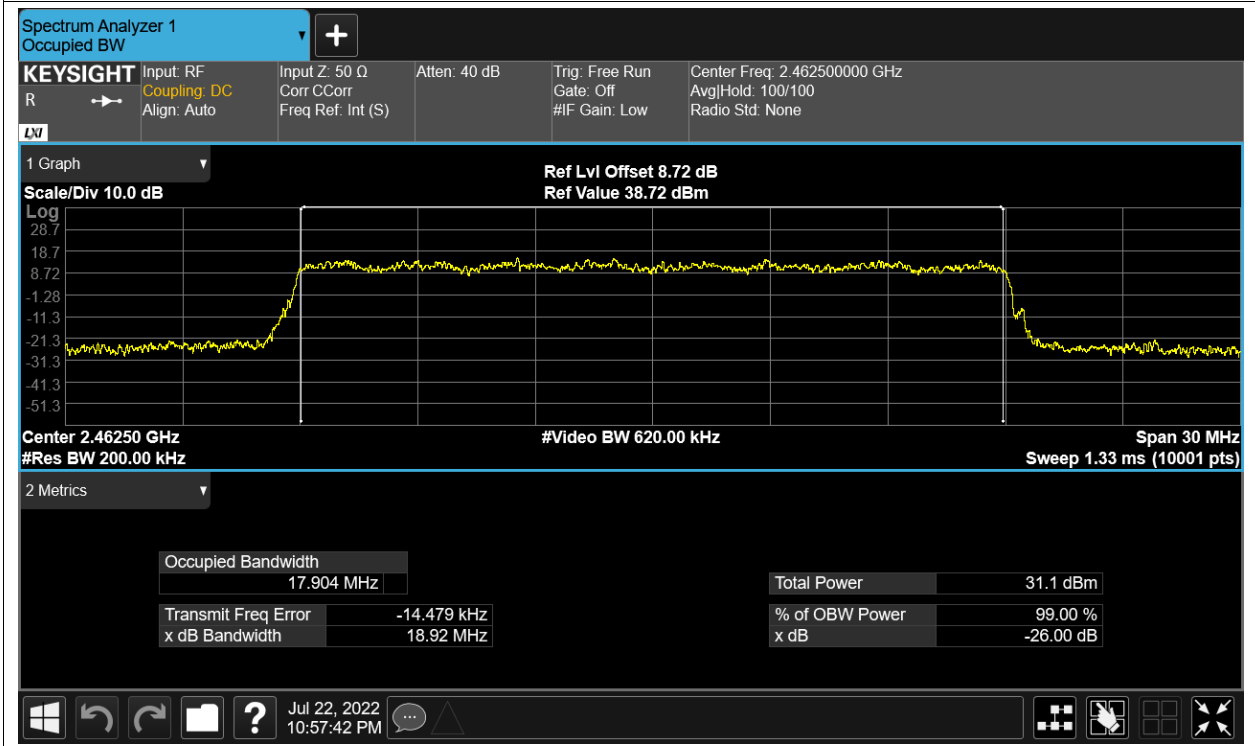 Spectrum Analyzer 1
Occupied BW
KEYSIGHT
R
LXI
Input: RF
Coupling: DC
Align: Auto
Input Z: 50 Ω
Corr CCorr
Freq Ref: Int (S)
Atten: 40 dB
Trig: Free Run
Gate: Off
#IF Gain: Low
Center Freq: 2.462500000 GHz
Avg|Hold: 100/100
Radio Std: None
1 Graph
Scale/Div 10.0 dB
Ref Lvl Offset 8.72 dB
Ref Value 38.72 dBm
Log
28.7
18.7
8.72
-1.28
-11.3
-21.3
-31.3
-41.3
-51.3
Center 2.46250 GHz
#Video BW 620.00 kHz
Span 30 MHz
#Res BW 200.00 kHz
Sweep 1.33 ms (10001 pts)
2 Metrics
Occupied Bandwidth
17.904 MHz
Total Power 31.1 dBm
Transmit Freq Error -14.479 kHz
% of OBW Power 99.00 %
x dB Bandwidth 18.92 MHz
x dB -26.00 dB
?
Jul 22, 2022
10:57:42 PM